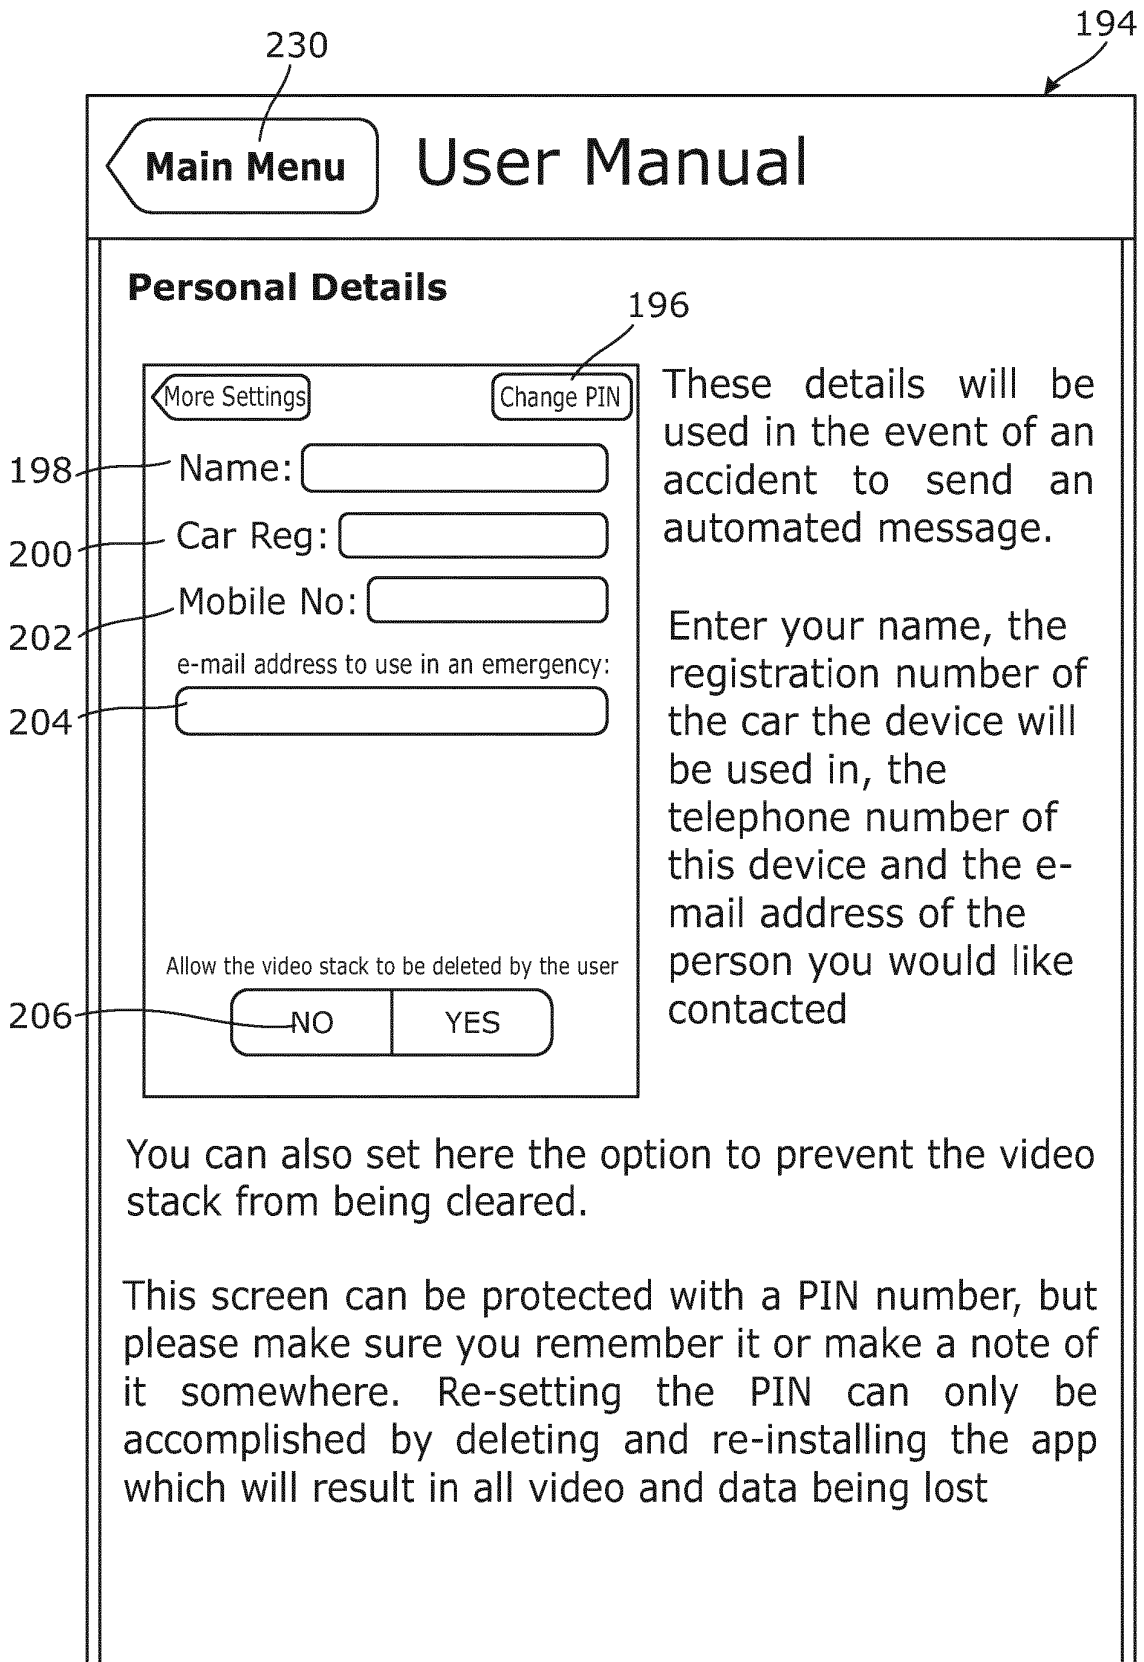 230
194
Main Menu
User Manual
Personal Details
196
More Settings
Change PIN
198
Name:
200
Car Reg:
202
Mobile No:
e-mail address to use in an emergency:
204
Allow the video stack to be deleted by the user
206
NO
YES
These details will be
used in the event of an
accident to send an
automated message.
Enter your name, the
registration number of
the car the device will
be used in, the
telephone number of
this device and the e-
mail address of the
person you would like
contacted
You can also set here the option to prevent the video
stack from being cleared.
This screen can be protected with a PIN number, but
please make sure you remember it or make a note of
it somewhere. Re-setting the PIN can only be
accomplished by deleting and re-installing the app
which will result in all video and data being lost